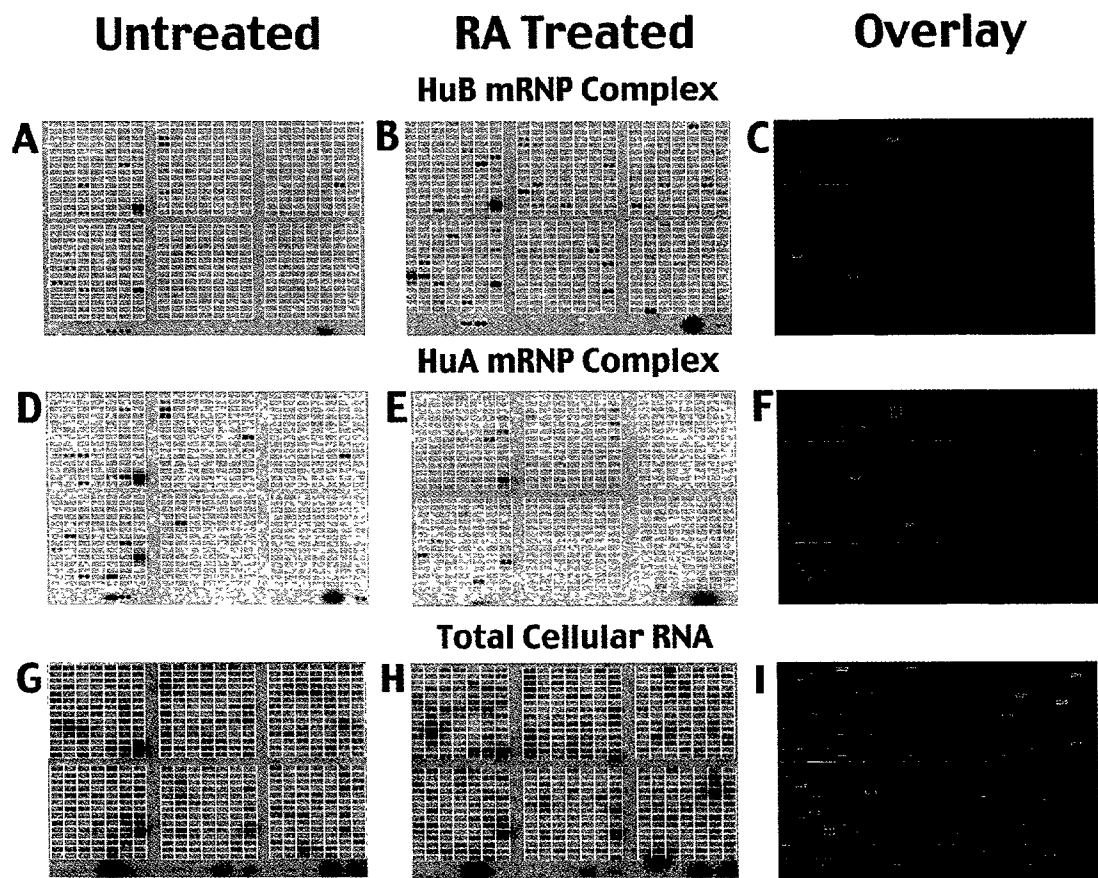 Untreated RA Treated Overlay
HuB mRNP Complex
A B C
HuA mRNP Complex
D E F
Total Cellular RNA
G H I